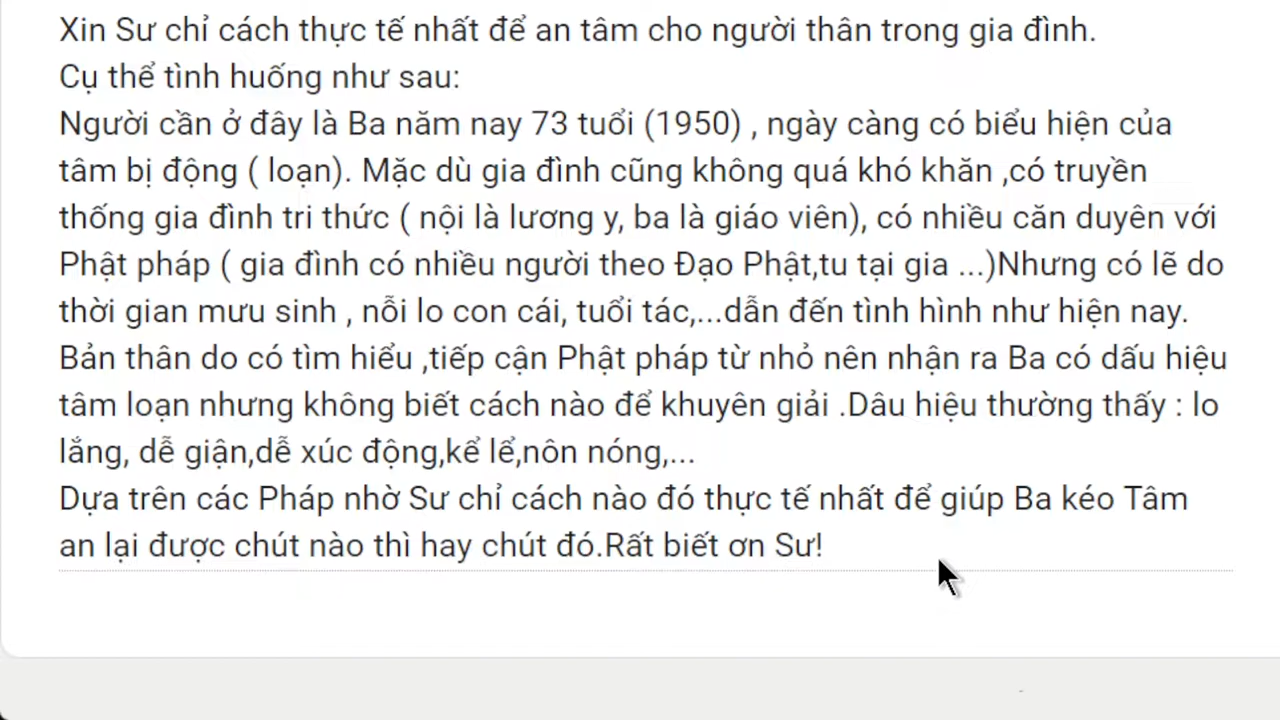 Xin Sư chỉ cách thực tế nhất để an tâm cho người thân trong gia đình.
Cụ thể tình huống như sau:
Người cần ở đây là Ba năm nay 73 tuổi (1950) , ngày càng có biểu hiện của
tâm bị động ( loạn). Mặc dù gia đình cũng không quá khó khăn ,có truyền
thống gia đình tri thức ( nội là lương y, ba là giáo viên), có nhiều căn duyên với
Phật pháp ( gia đình có nhiều người theo Đạo Phật,tu tại gia ...)Nhưng có lẽ do
thời gian mưu sinh , nỗi lo con cái, tuổi tác,...dẫn đến tình hình như hiện nay.
Bản thân do có tìm hiểu ,tiếp cận Phật pháp từ nhỏ nên nhận ra Ba có dấu hiệu
tâm loạn nhưng không biết cách nào để khuyên giải .Dâu hiệu thường thấy : lo
lắng, dễ giận,dễ xúc động,kể lể,nôn nóng,...
Dựa trên các Pháp nhờ Sư chỉ cách nào đó thực tế nhất để giúp Ba kéo Tâm
an lại được chút nào thì hay chút đó.Rất biết ơn Sư!